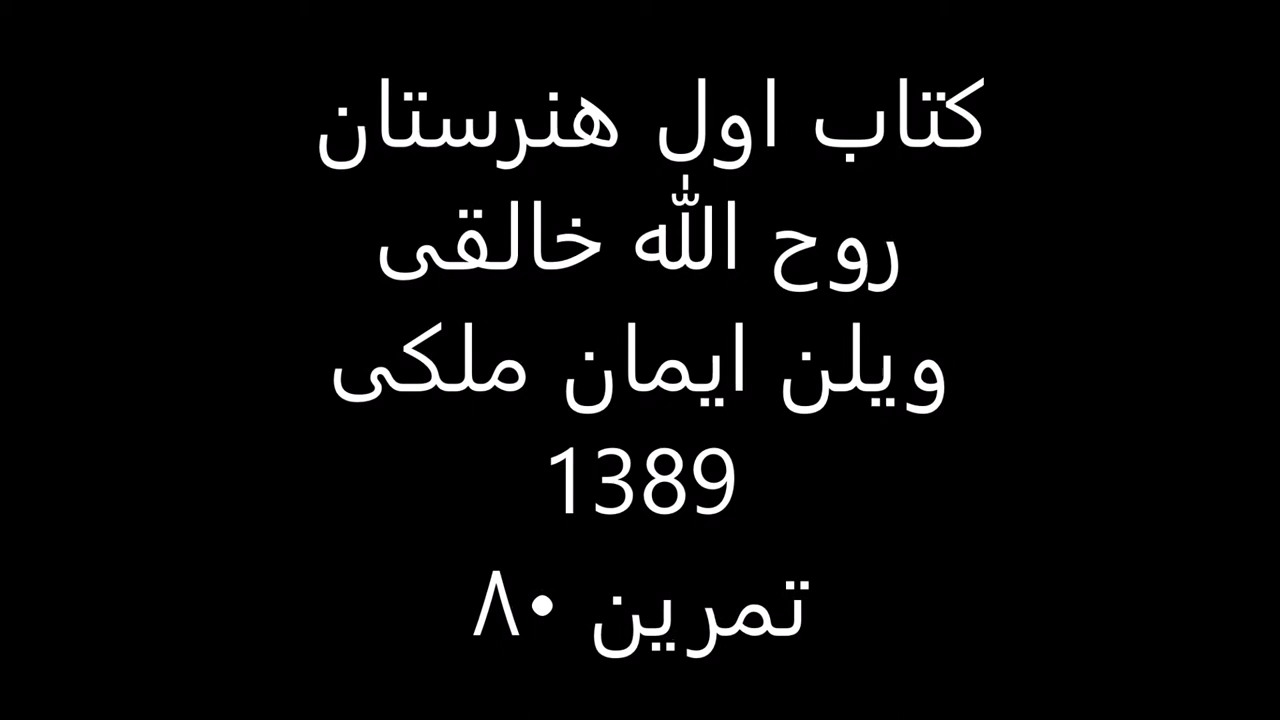 کتاب اول هنرستان
روح الله خالقی
ویلن ایمان ملکی
1389
تمرین ۸۰